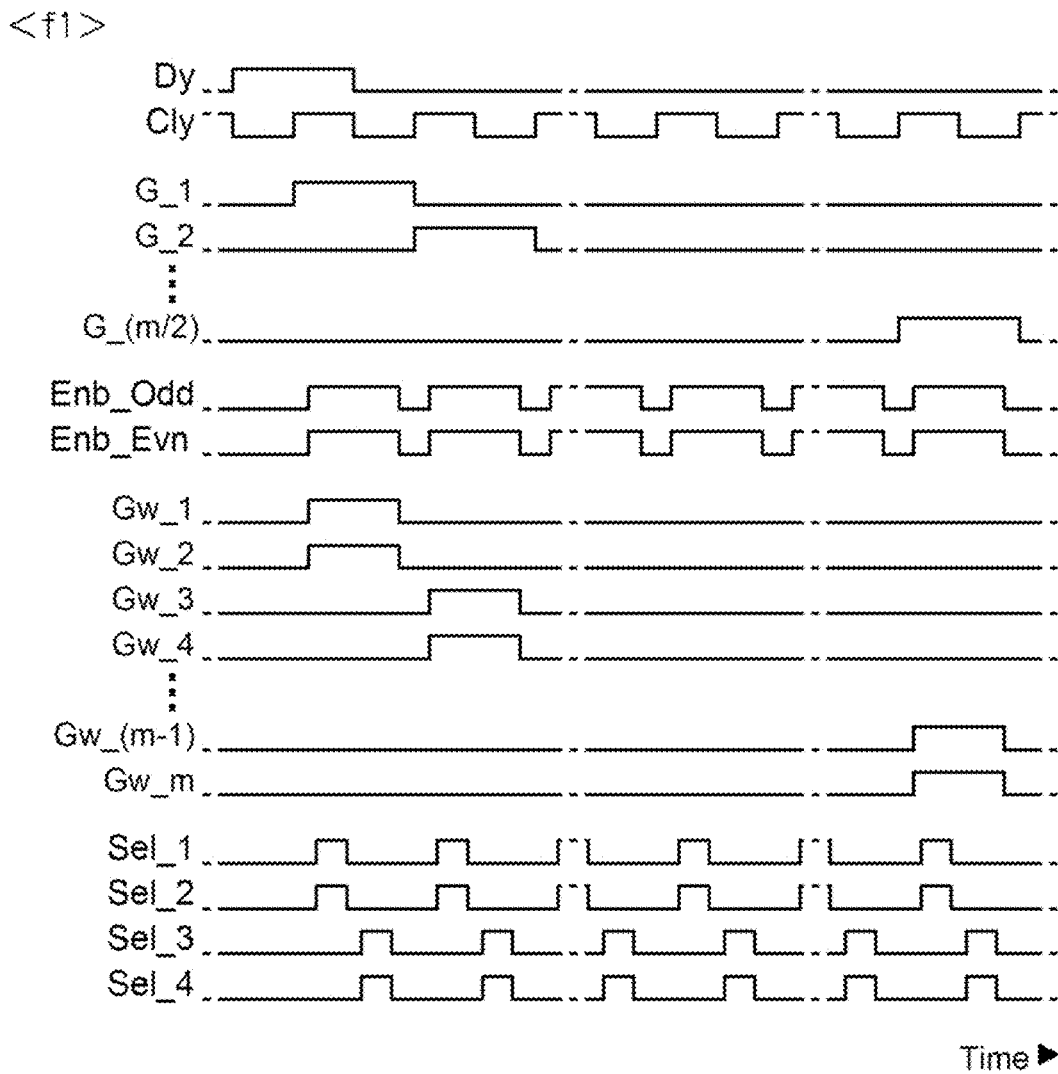 <f1>
Dy
Cly
G_1
G_2
G_(m/2)
Enb_Odd
Enb_Evn
Gw_1
Gw_2
Gw_3
Gw_4
Gw_(m-1)
Gw_m
Sel_1
Sel_2
Sel_3
Sel_4
Time